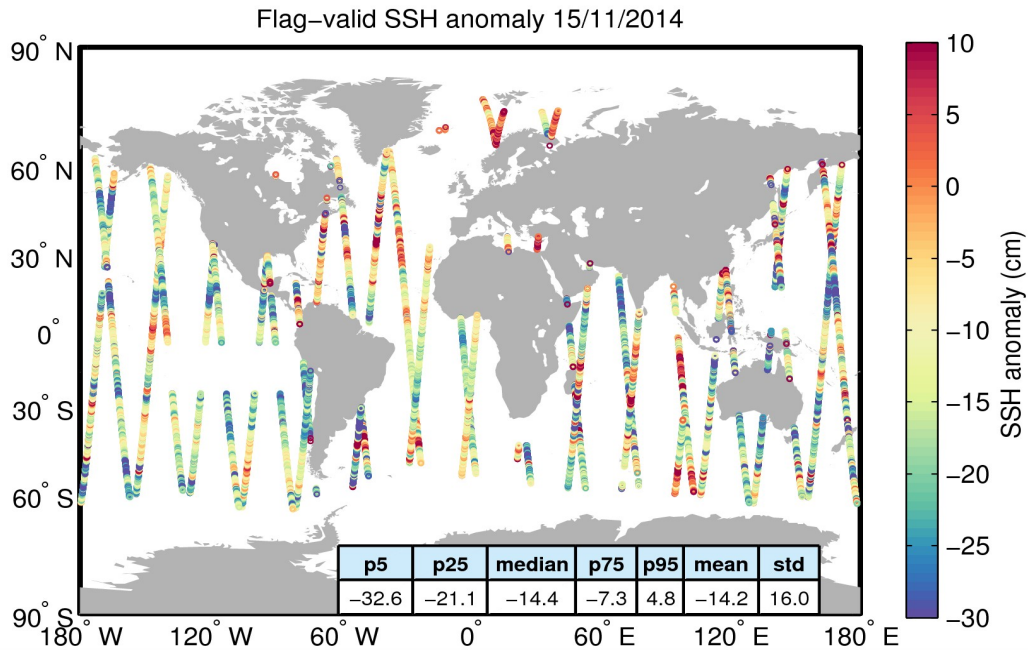 Flag−valid SSH anomaly 15/11/2014
90° N
60° N
30° N
0°
30° S
60° S
90° S
180° W 120° W 60° W 0° 60° E 120° E 180° E
p5 p25 median p75 p95 mean std
−32.6 −21.1 −14.4 −7.3 4.8 −14.2 16.0
10
5
0
−5
−10
−15
−20
−25
−30
SSH anomaly (cm)